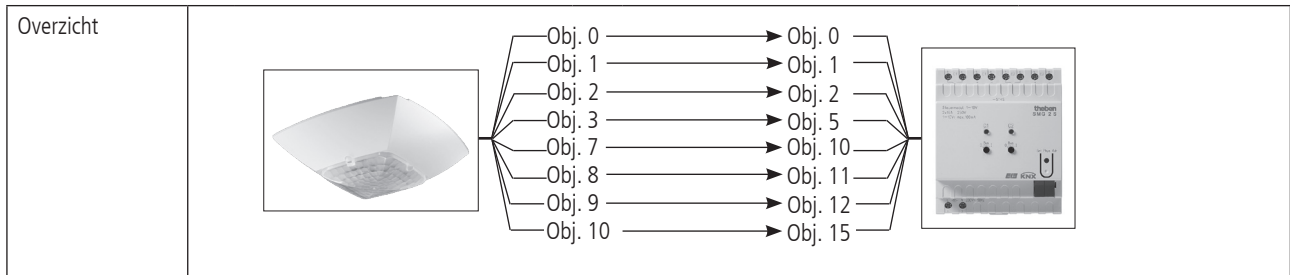 Overzicht
Obj. 0 Obj. 0
Obj. 1 Obj. 1
Obj. 2 Obj. 2
Obj. 3 Obj. 5
Obj. 7 Obj. 10
Obj. 8 Obj. 11
Obj. 9 Obj. 12
Obj. 10 Obj. 15
theben
SMG 2 S
KNX